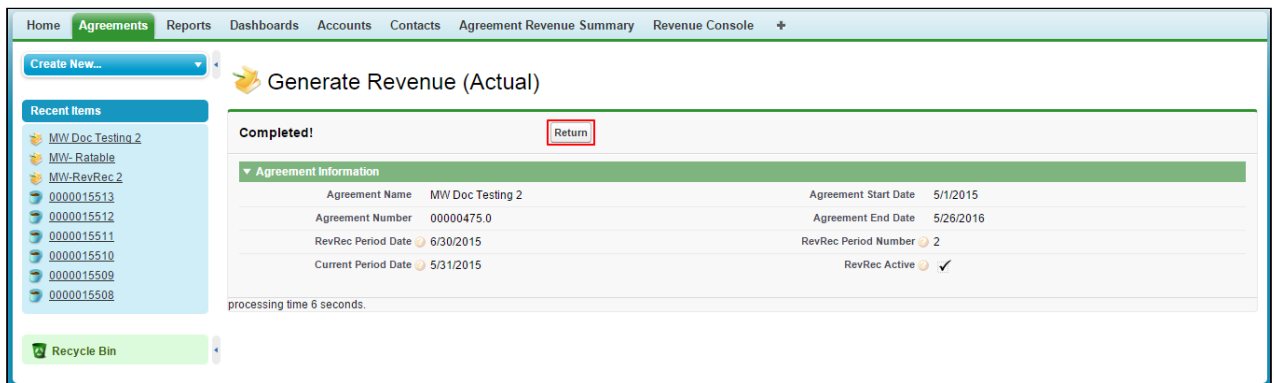 Home Agreements Reports Dashboards Accounts Contacts Agreement Revenue Summary Revenue Console +
Create New...
Recent Items
MW Doc Testing 2
MW- Ratable
MW-RevRec 2
0000015513
0000015512
0000015511
0000015510
0000015509
0000015508
Recycle Bin
Generate Revenue (Actual)
Completed! Return
Agreement Information
Agreement Name MW Doc Testing 2 Agreement Start Date 5/1/2015
Agreement Number 00000475.0 Agreement End Date 5/26/2016
RevRec Period Date 6/30/2015 RevRec Period Number 2
Current Period Date 5/31/2015 RevRec Active ✓
processing time 6 seconds.